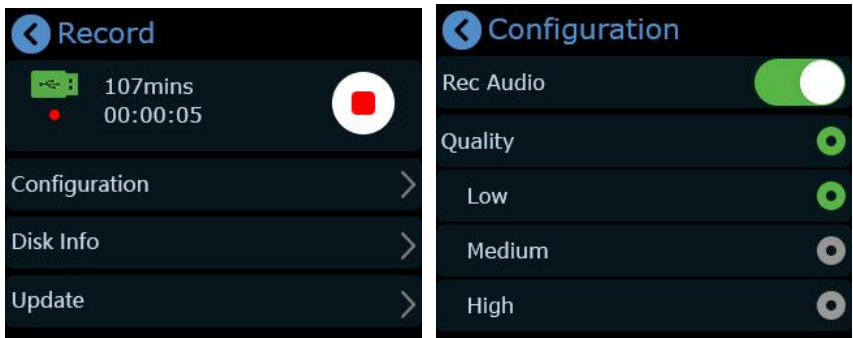 Record
107mins
00:00:05
Configuration
Disk Info
Update
Configuration
Rec Audio
Quality
Low
Medium
High